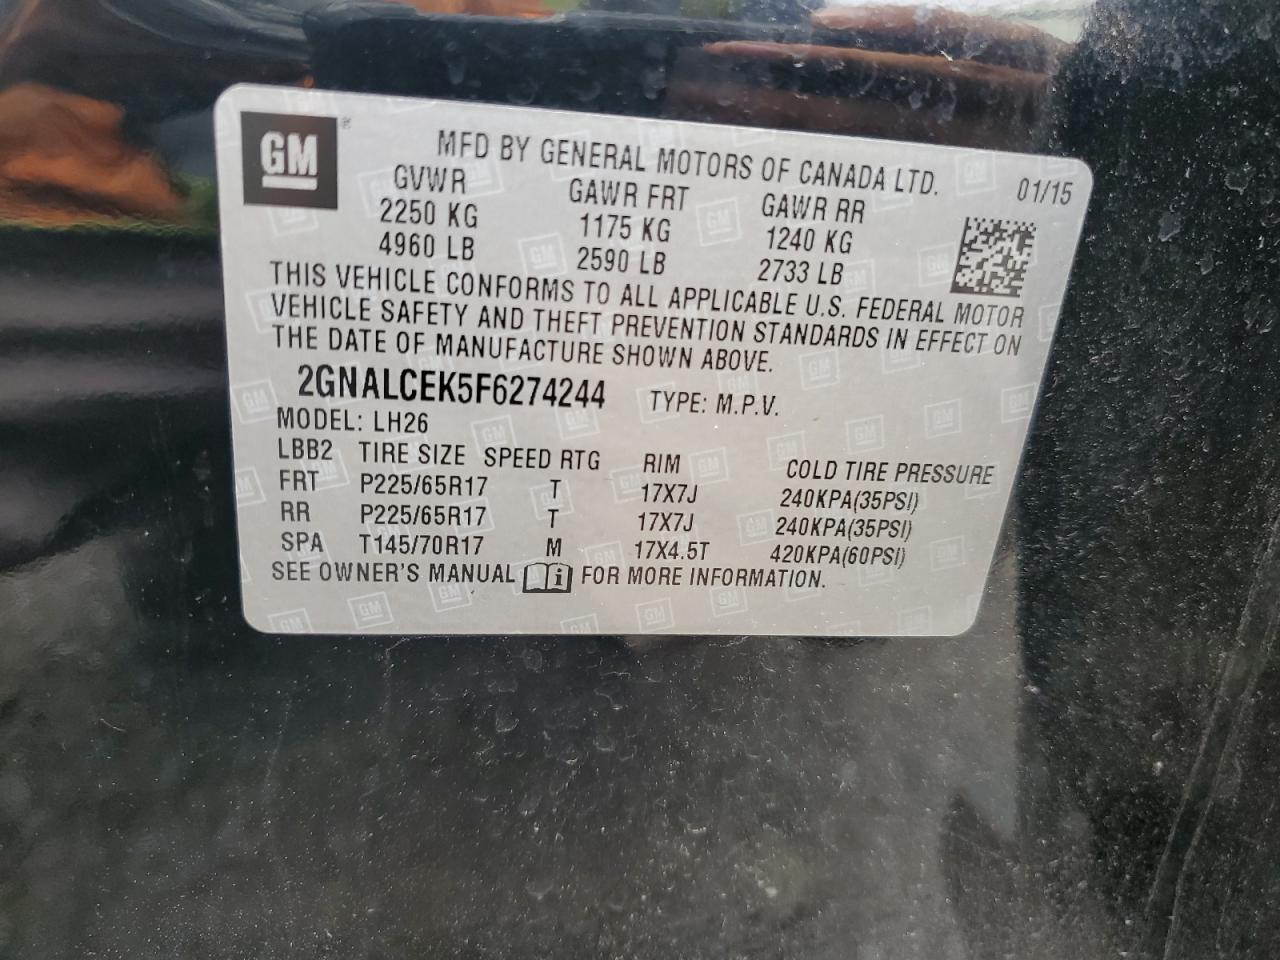 GM
MFD BY GENERAL MOTORS OF CANADA LTD.
01/15
GVWR GAWR FRT GAWR RR
2250 KG 1175 KG 1240 KG
4960 LB 2590 LB 2733 LB
THIS VEHICLE CONFORMS TO ALL APPLICABLE U.S. FEDERAL MOTOR
VEHICLE SAFETY AND THEFT PREVENTION STANDARDS IN EFFECT ON
THE DATE OF MANUFACTURE SHOWN ABOVE.
2GNALCEK5F6274244 TYPE: M.P.V.
MODEL: LH26
LBB2 TIRE SIZE SPEED RTG RIM COLD TIRE PRESSURE
FRT P225/65R17 T 17X7J 240KPA(35PSI)
RR P225/65R17 T 17X7J 240KPA(35PSI)
SPA T145/70R17 M 17X4.5T 420KPA(60PSI)
SEE OWNER'S MANUAL i FOR MORE INFORMATION.